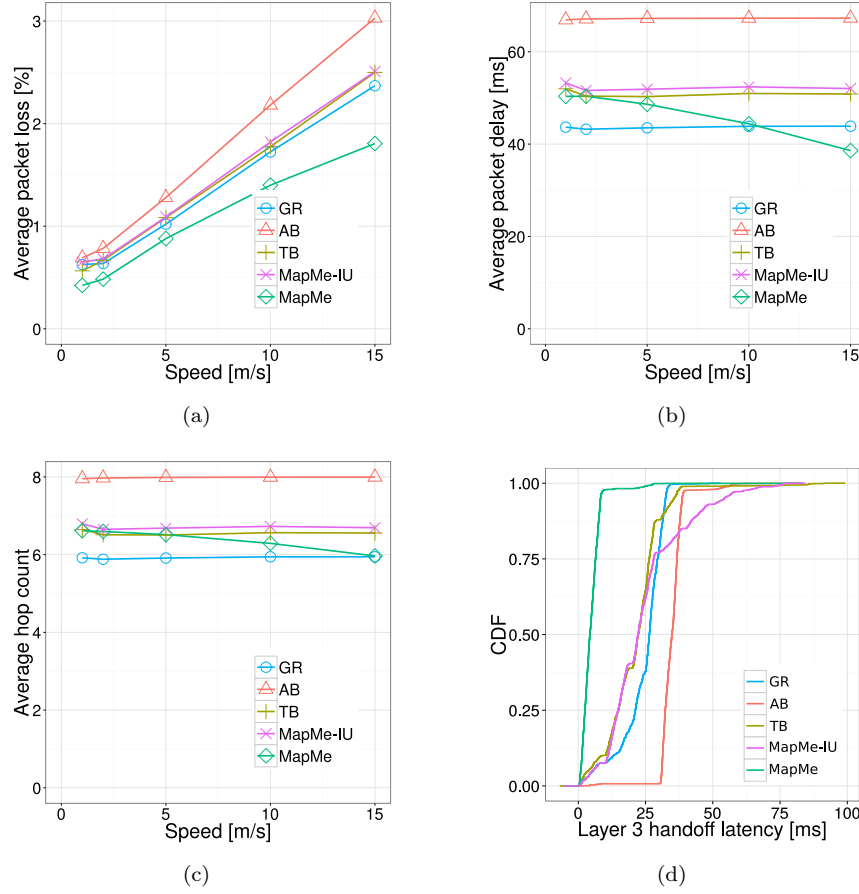 3
2
1
0
Average packet loss [%]
GR
AB
TB
MapMe-IU
MapMe
0 5 10 15
Speed [m/s]
(a)
60
40
20
0
Average packet delay [ms]
GR
AB
TB
MapMe-IU
MapMe
0 5 10 15
Speed [m/s]
(b)
8
6
4
2
0
Average hop count
GR
AB
TB
MapMe-IU
MapMe
0 5 10 15
Speed [m/s]
(c)
1.00
0.75
0.50
0.25
0.00
CDF
GR
AB
TB
MapMe-IU
MapMe
0 25 50 75 100
Layer 3 handoff latency [ms]
(d)